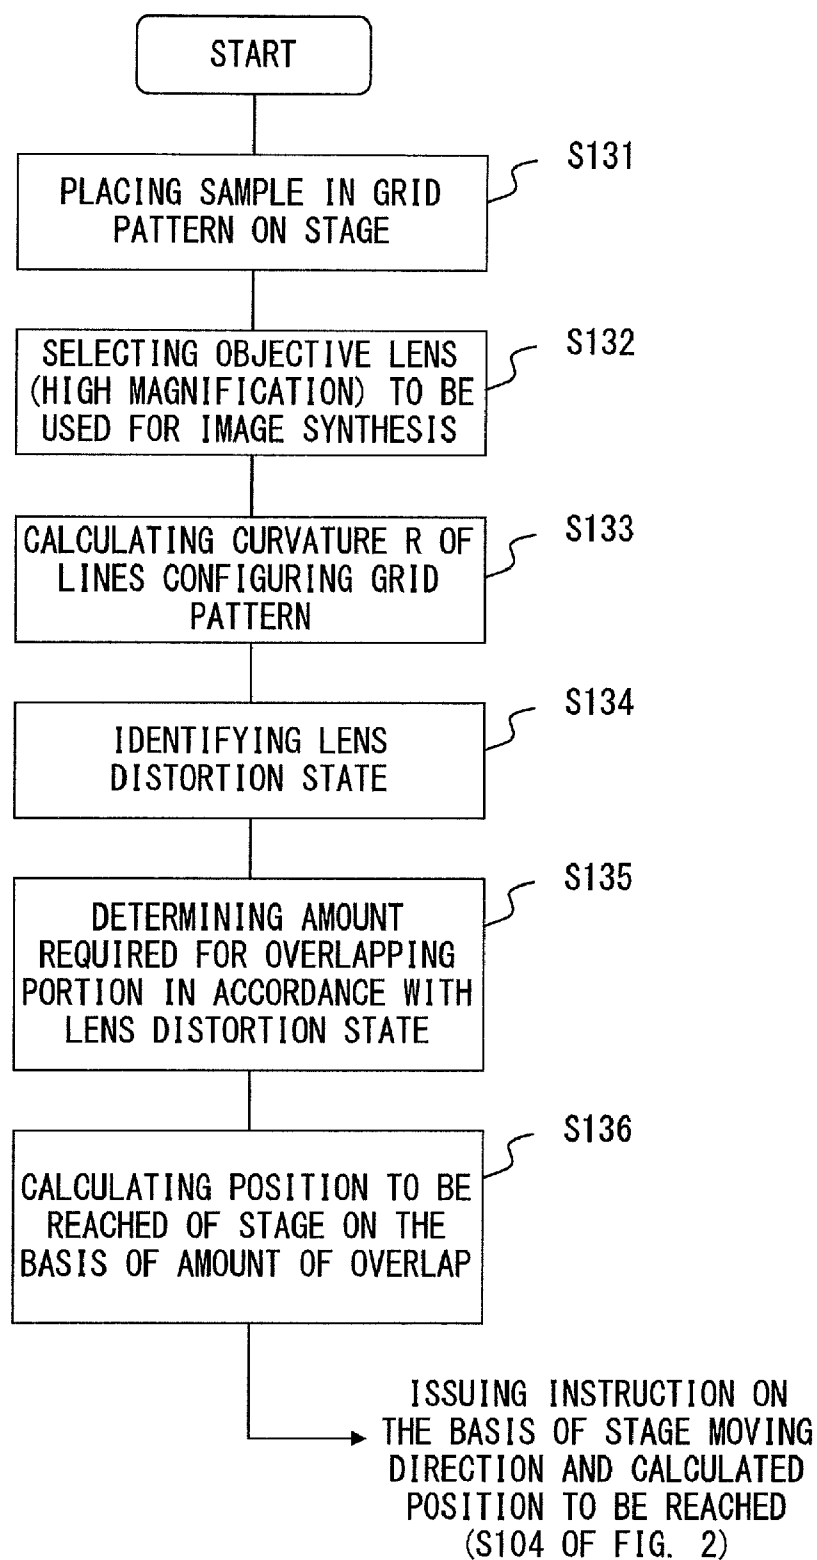 START
S131
PLACING SAMPLE IN GRID
PATTERN ON STAGE
S132
SELECTING OBJECTIVE LENS
(HIGH MAGNIFICATION) TO BE
USED FOR IMAGE SYNTHESIS
S133
CALCULATING CURVATURE R OF
LINES CONFIGURING GRID
PATTERN
S134
IDENTIFYING LENS
DISTORTION STATE
S135
DETERMINING AMOUNT
REQUIRED FOR OVERLAPPING
PORTION IN ACCORDANCE WITH
LENS DISTORTION STATE
S136
CALCULATING POSITION TO BE
REACHED OF STAGE ON THE
BASIS OF AMOUNT OF OVERLAP
ISSUING INSTRUCTION ON
THE BASIS OF STAGE MOVING
DIRECTION AND CALCULATED
POSITION TO BE REACHED
(S104 OF FIG. 2)